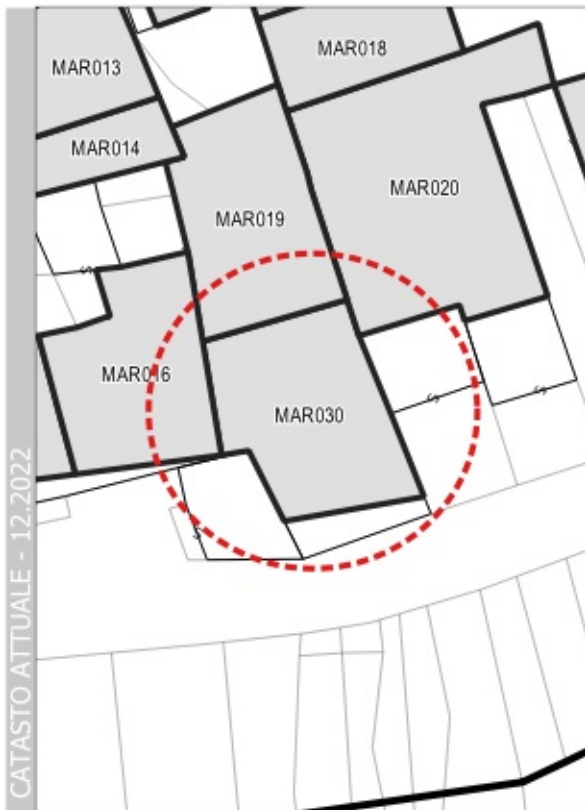 MAR018
MAR013
MAR014
MAR020
MAR019
MAR016
MAR030
S
S
S
S
CATASTO ATTUALE - 12.2022